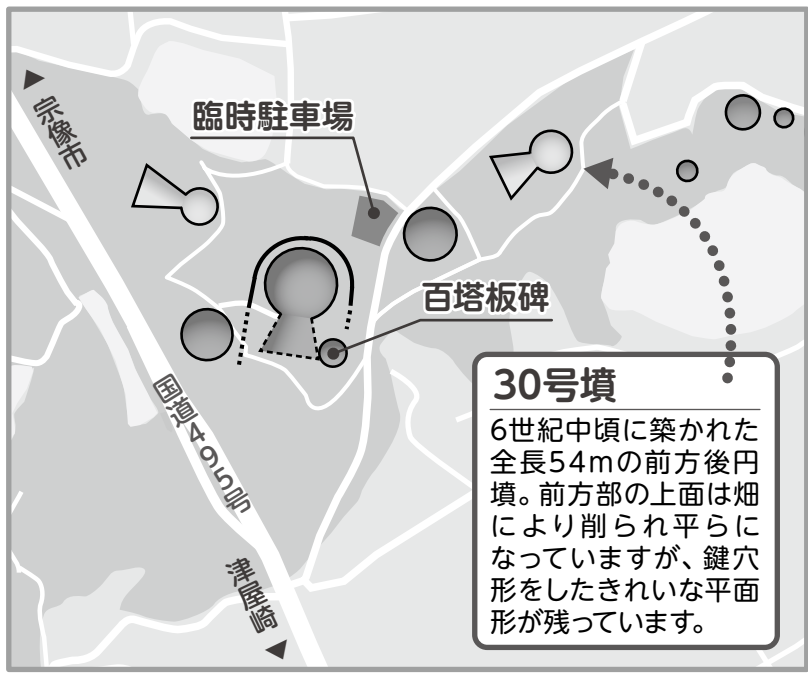 宗像市
臨時駐車場
百塔板碑
国道495号
津屋崎
30号墳
6世紀中頃に築かれた
全長54mの前方後円
墳。前方部の上面は畑
により削られ平らに
なっていますが、鍵穴
形をしたきれいな平面
形が残っています。